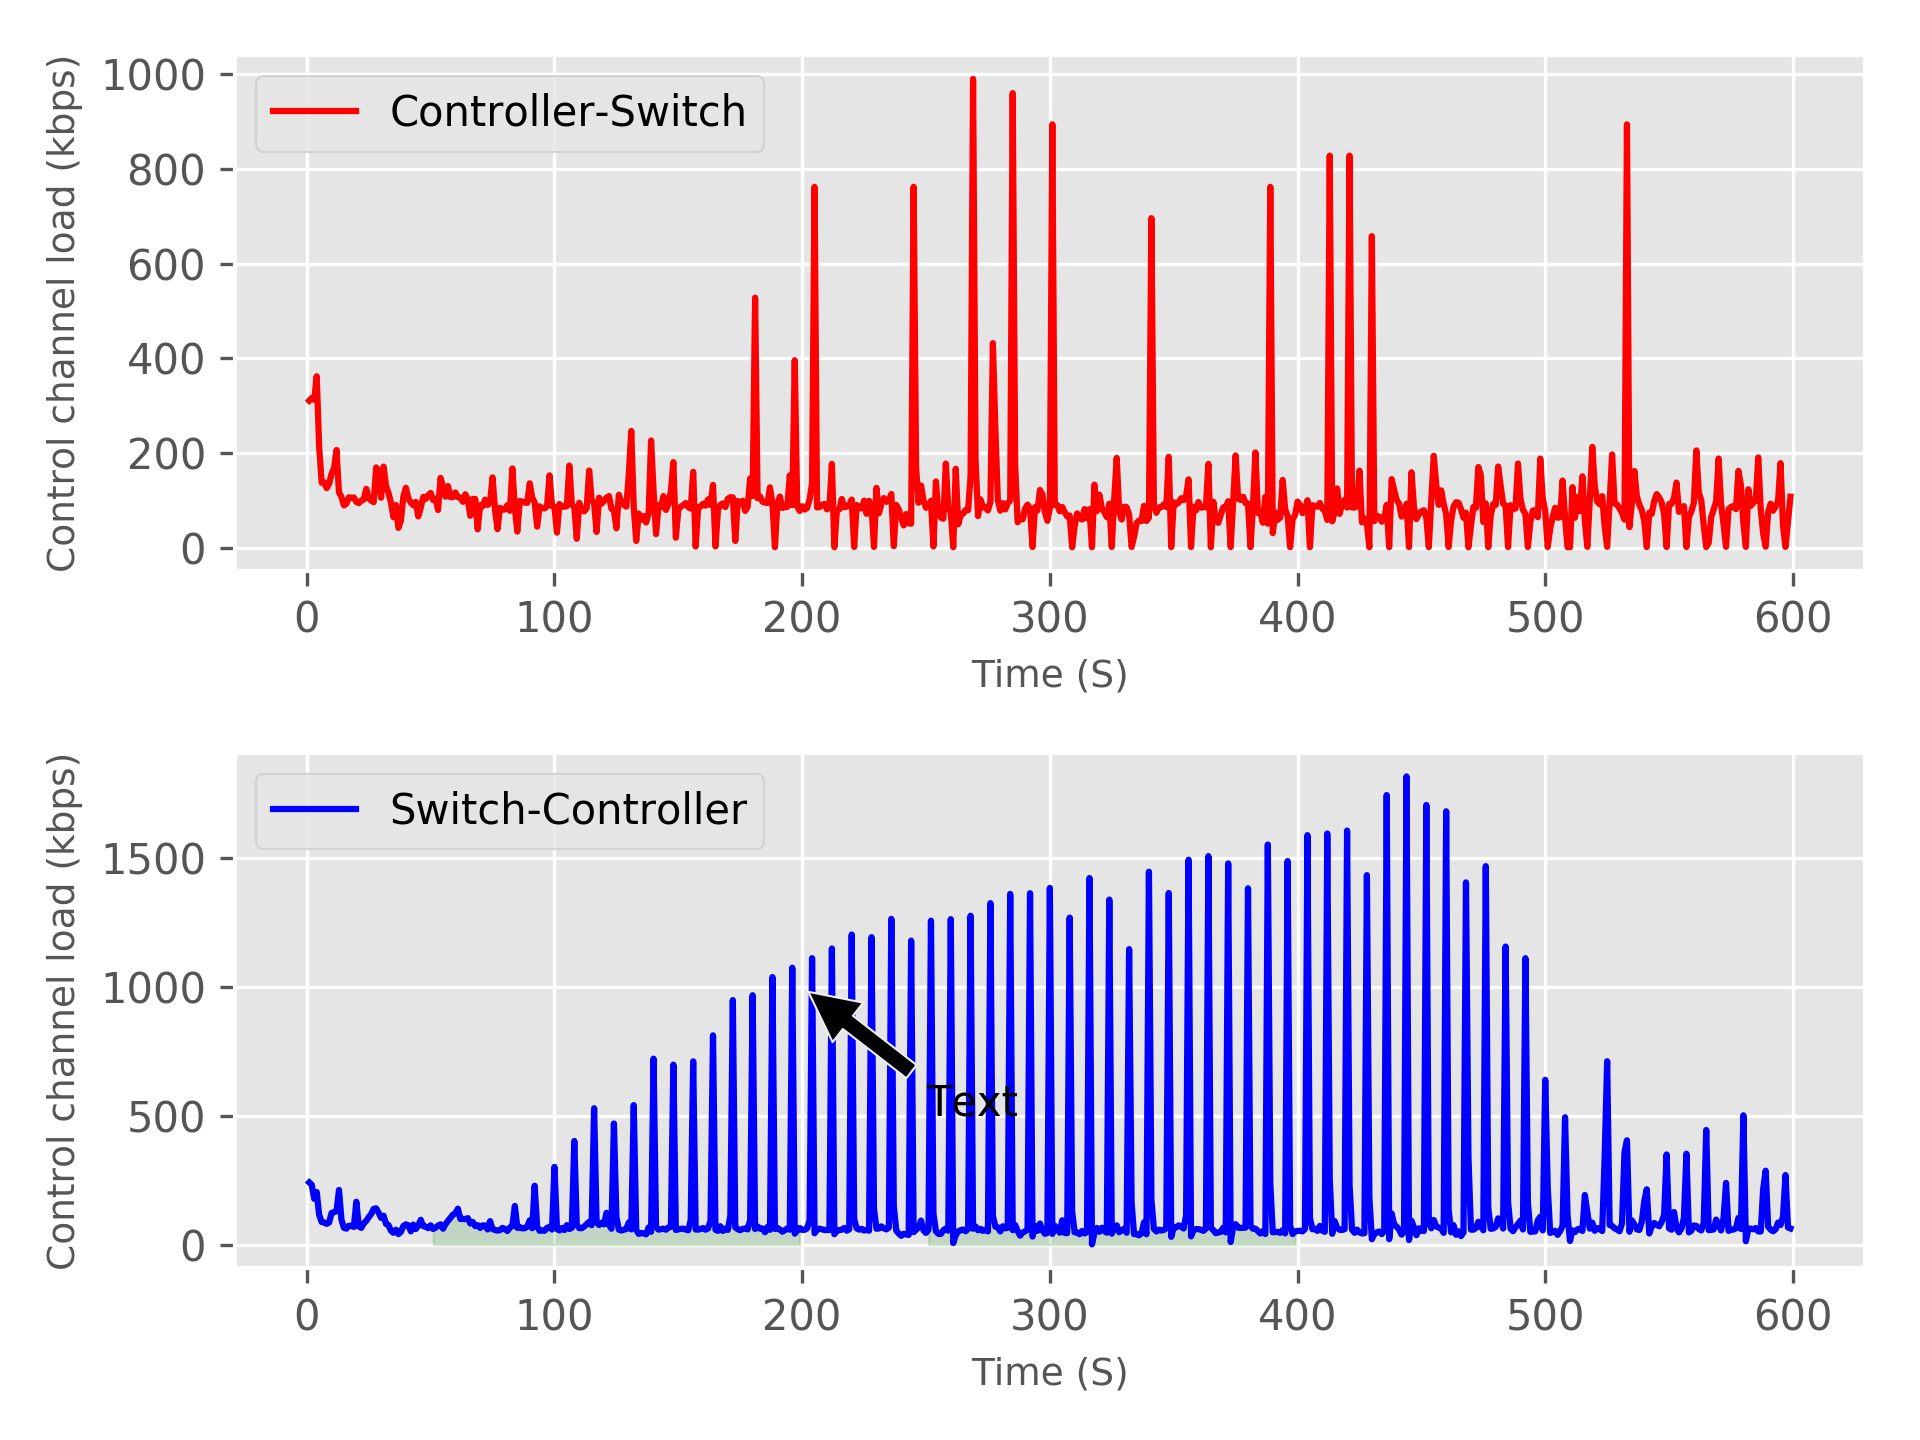 Control channel load (kbps)
1000
800
600
400
200
0
Controller-Switch
0 100 200 300 400 500 600
Time (S)
Control channel load (kbps)
1500
1000
500
0
Switch-Controller
Text
0 100 200 300 400 500 600
Time (S)